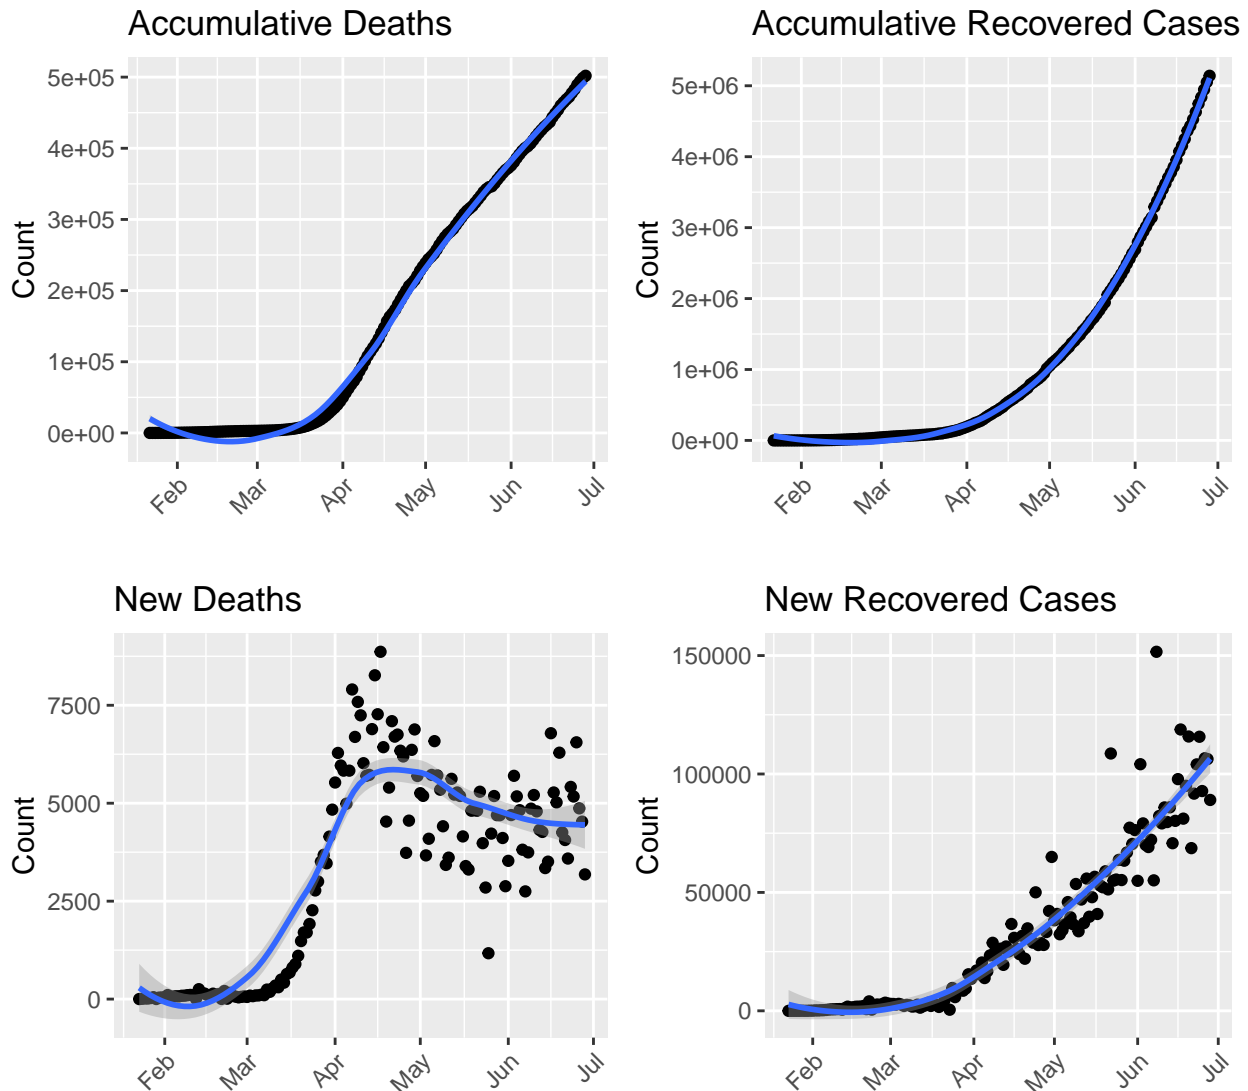 Accumulative Deaths
Count
5e+05
4e+05
3e+05
2e+05
1e+05
0e+00
Feb Mar Apr May Jun Jul
Accumulative Recovered Cases
Count
5e+06
4e+06
3e+06
2e+06
1e+06
0e+00
Feb Mar Apr May Jun Jul
New Deaths
Count
7500
5000
2500
0
Feb Mar Apr May Jun Jul
New Recovered Cases
Count
150000
100000
50000
0
Feb Mar Apr May Jun Jul